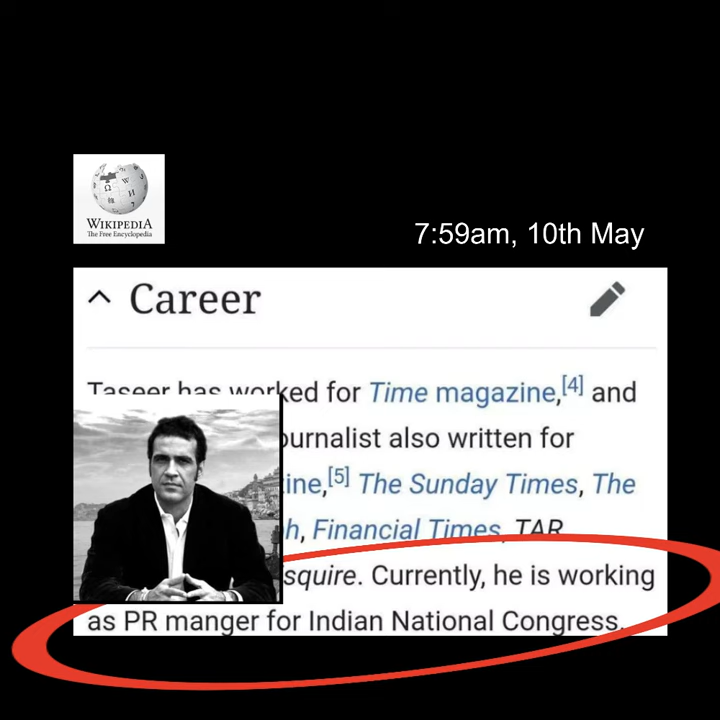 WIKIPEDIA
The Free Encyclopedia
7:59am, 10th May
Career
Taseer has worked for Time magazine,[4] and
journalist also written for
ine,[5] The Sunday Times, The
h, Financial Times, TAR
squire. Currently, he is working
as PR manger for Indian National Congress.